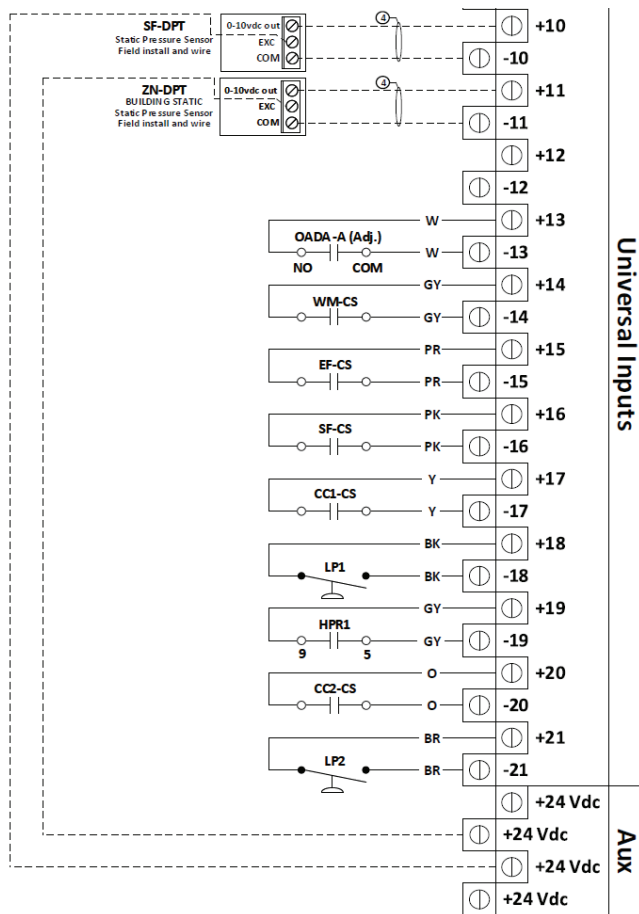 SF-DPT
Static Pressure Sensor
Field install and wire
0-10vdc out
EXC
COM
4
+10
-10
ZN-DPT
BUILDING STATIC
Static Pressure Sensor
Field install and wire
0-10vdc out
EXC
COM
4
+11
-11
+12
-12
W
+13
OADA-A (Adj.)
NO
COM
W
-13
GY
+14
WM-CS
GY
-14
PR
+15
EF-CS
PR
-15
PK
+16
SF-CS
PK
-16
Y
+17
CC1-CS
Y
-17
BK
+18
LP1
BK
-18
GY
+19
HPR1
9
5
GY
-19
O
+20
CC2-CS
O
-20
BR
+21
LP2
BR
-21
Universal Inputs
+24 Vdc
+24 Vdc
+24 Vdc
+24 Vdc
Aux